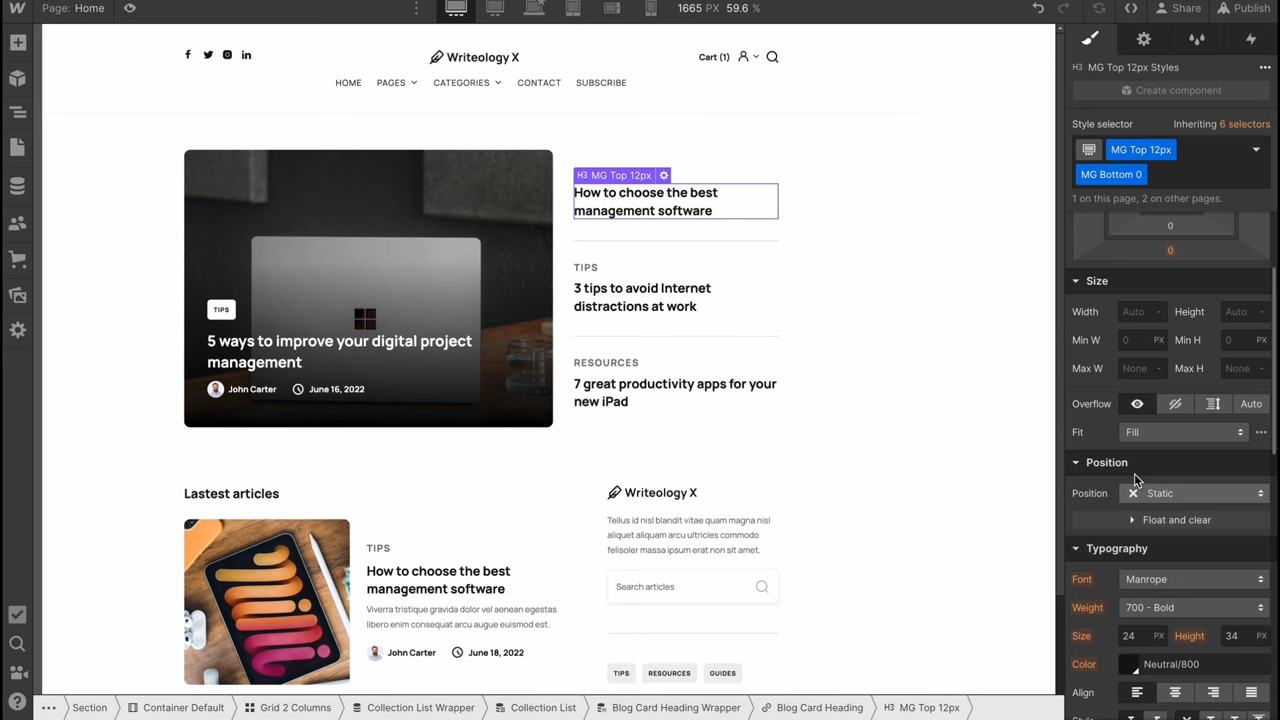 Page: Home
1665 PX 59.6 %
Share
Publish
Writeology X
Cart (1)
HOME PAGES CATEGORIES CONTACT SUBSCRIBE
H3 MG Top 12px
How to choose the best
management software
TIPS
3 tips to avoid Internet
distractions at work
RESOURCES
7 great productivity apps for your
new iPad
TIPS
5 ways to improve your digital project
management
John Carter June 16, 2022
Lastest articles
TIPS
How to choose the best
management software
Viverra tristique gravida dolor vel aenean egestas
libero enim consequat arcu augue euismod est.
John Carter June 18, 2022
Writeology X
Tellus id nisl blandit vitae quam magna nisl
aliquet aliquam arcu ultricies commodo
felisoler massa ipsum erat non sit amet.
Search articles
TIPS RESOURCES GUIDES
H3 MG Top 12px Styles
Create component
Style selector Inheriting 6 selectors
MG Top 12px
MG Bottom 0
1 on this page, 2 on other pages.
0
0
Size
Width Auto - Height Auto -
Min W 0 PX Min H 0 PX
Max W None - Max H None -
Overflow Auto
Fit Fill
Position
Position Static
Float and clear
Typography
Font Manrope
Weight 700 - Bold
Size 24 PX Height 34 PX
Color Neutral/800
Align
Section Container Default Grid 2 Columns Collection List Wrapper Collection List Blog Card Heading Wrapper Blog Card Heading H3 MG Top 12px